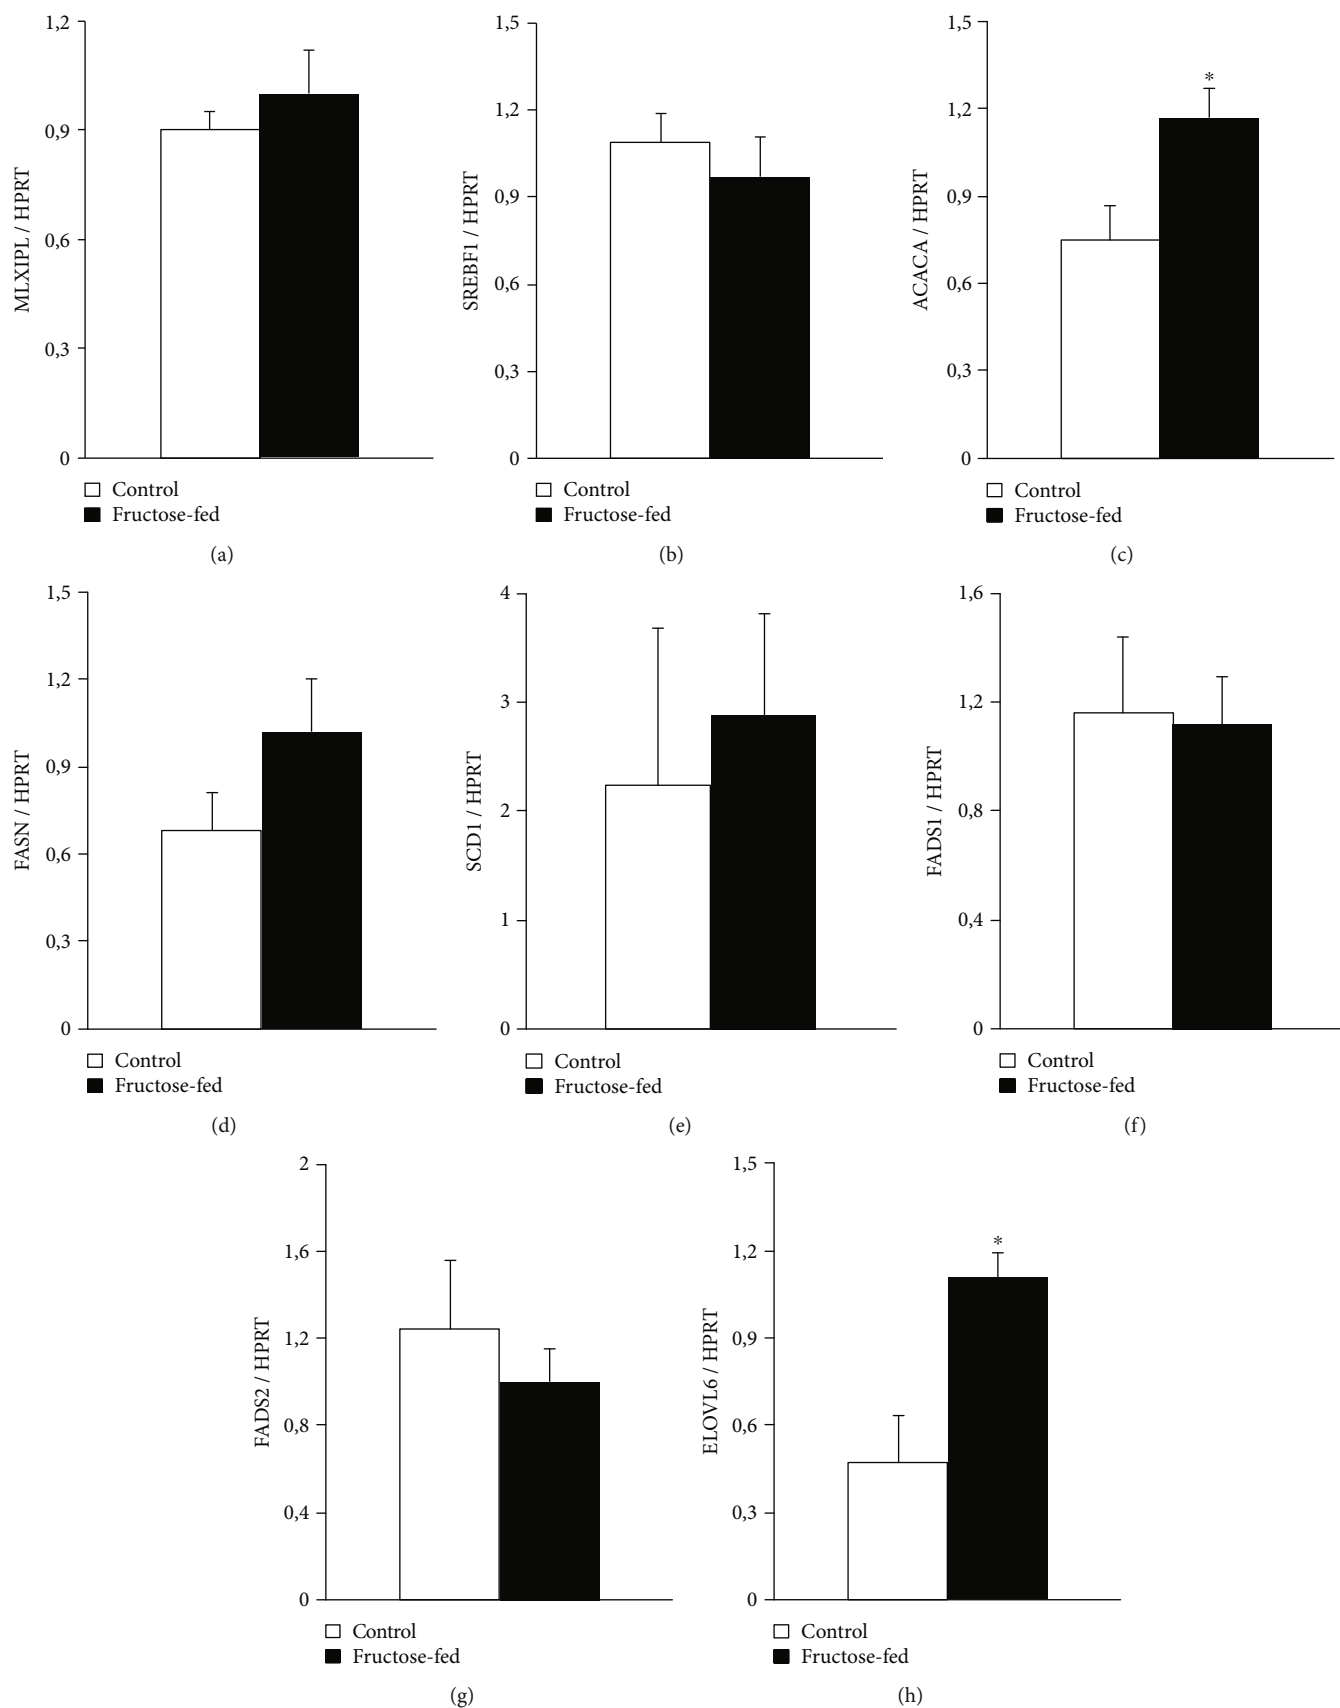 MLXIPL / HPRT
1,2
0,9
0,6
0,3
0
Control
Fructose-fed
(a)
SREBF1 / HPRT
1,5
1,2
0,9
0,6
0,3
0
Control
Fructose-fed
(b)
ACACA / HPRT
1,5
1,2
0,9
0,6
0,3
0
*
Control
Fructose-fed
(c)
FASN / HPRT
1,5
1,2
0,9
0,6
0,3
0
Control
Fructose-fed
(d)
SCD1 / HPRT
4
3
2
1
0
Control
Fructose-fed
(e)
FADS1 / HPRT
1,6
1,2
0,8
0,4
0
Control
Fructose-fed
(f)
FADS2 / HPRT
2
1,6
1,2
0,8
0,4
0
Control
Fructose-fed
(g)
ELOVL6 / HPRT
1,5
1,2
0,9
0,6
0,3
0
*
Control
Fructose-fed
(h)